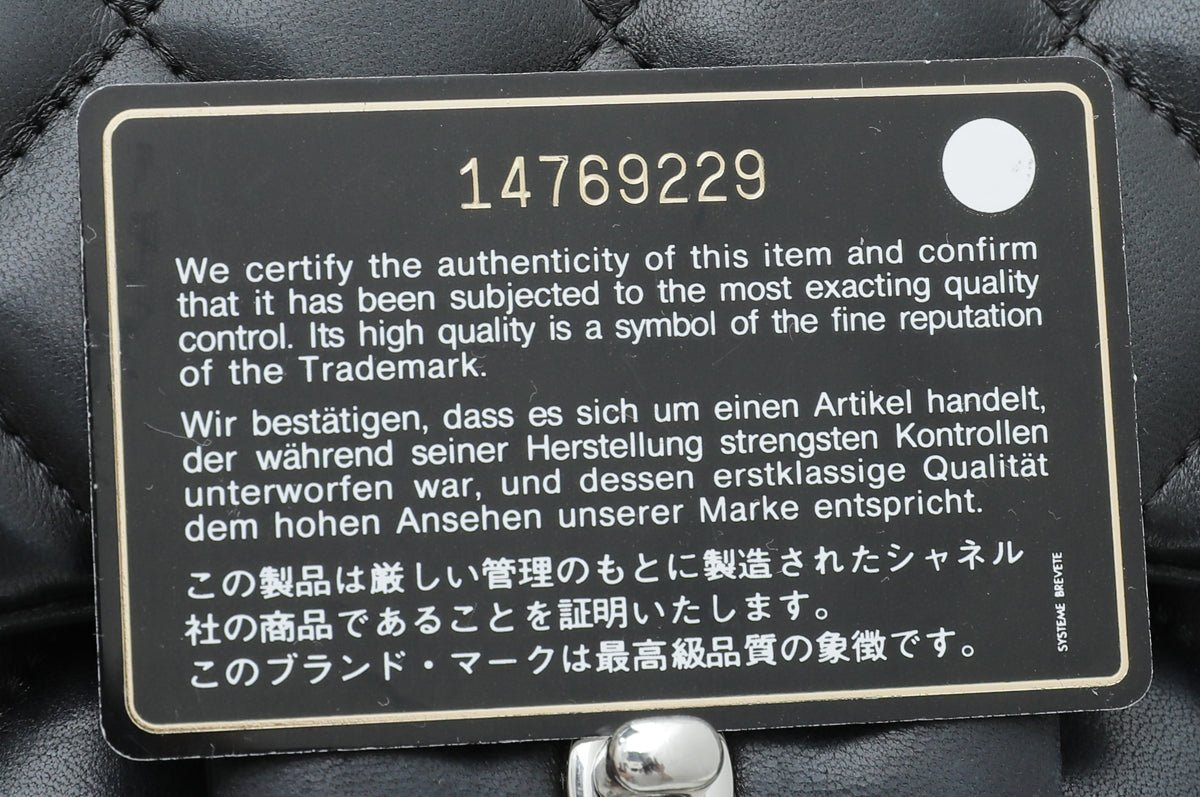 14769229
We certify the authenticity of this item and confirm
that it has been subjected to the most exacting quality
control. Its high quality is a symbol of the fine reputation
of the Trademark.
Wir bestätigen, dass es sich um einen Artikel handelt,
der während seiner Herstellung strengsten Kontrollen
unterworfen war, und dessen erstklassige Qualität
dem hohen Ansehen unserer Marke entspricht.
この製品は厳しい管理のもとに製造されたシャネル
社の商品であることを証明いたします。
このブランド・マークは最高級品質の象徴です。
SYSTEME BREVETE